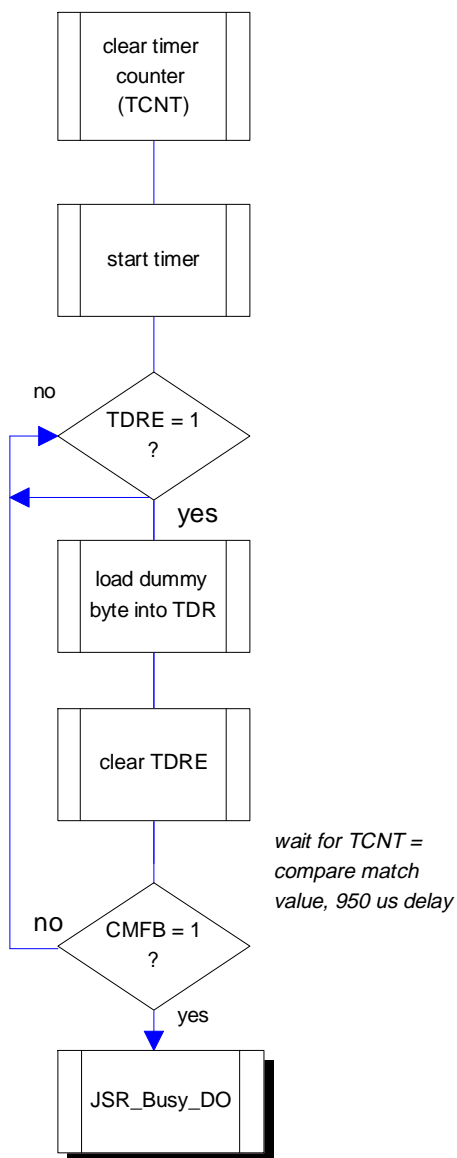 clear timer
counter
(TCNT)
start timer
no
TDRE = 1
?
yes
load dummy
byte into TDR
clear TDRE
wait for TCNT =
compare match
value, 950 us delay
no
CMFB = 1
?
yes
JSR_Busy_DO